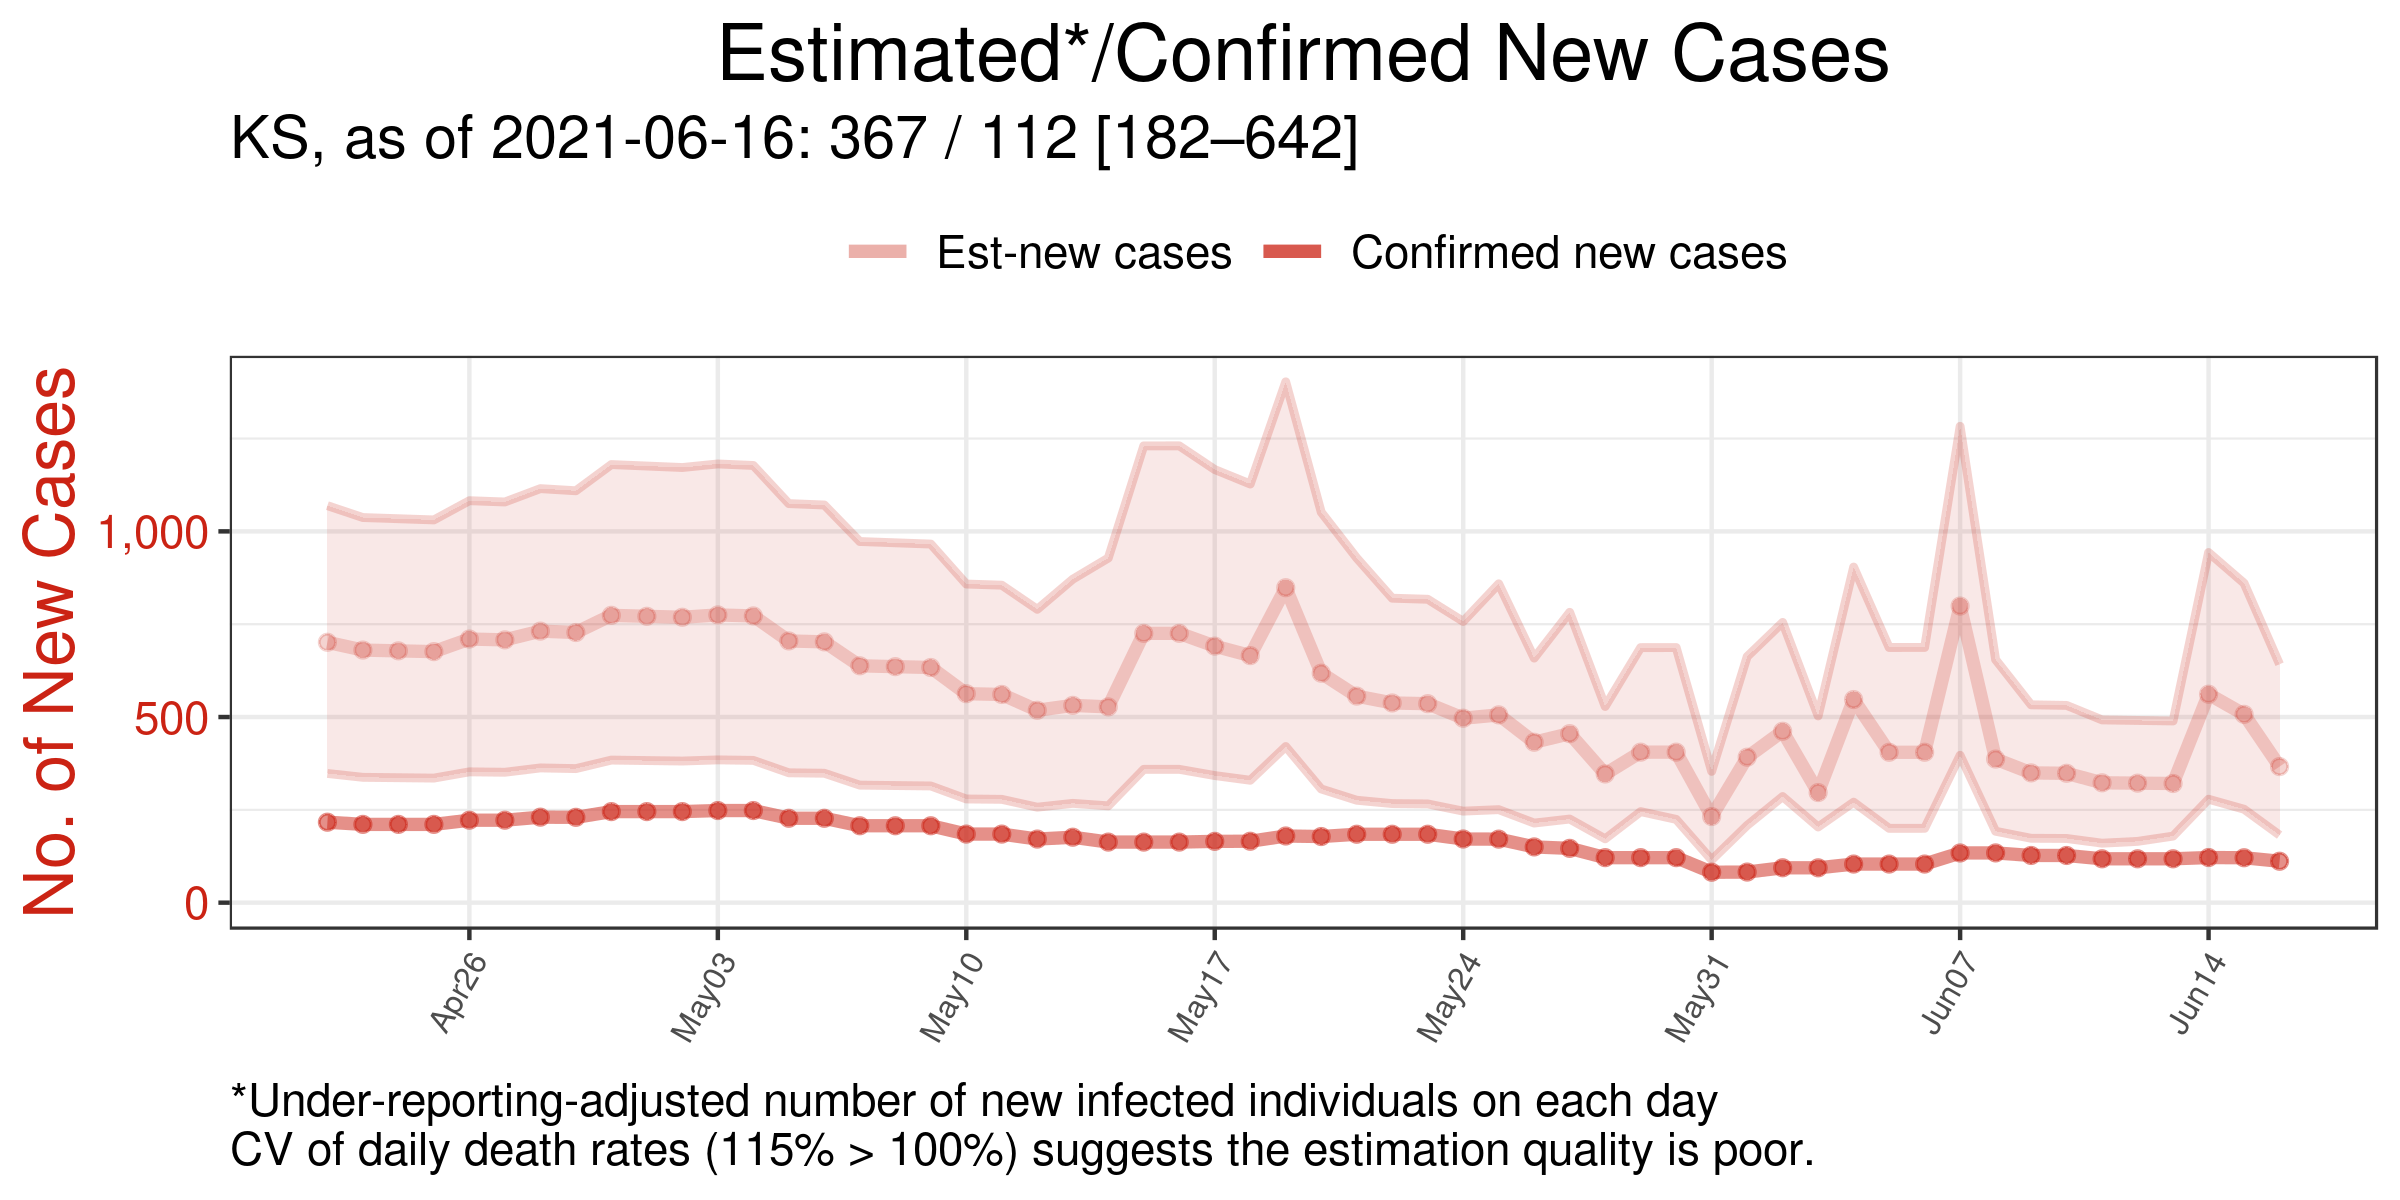 Estimated*/Confirmed New Cases
KS, as of 2021-06-16: 367 / 112 [182–642]
Est-new cases
Confirmed new cases
No. of New Cases
1,000
500
0
Apr26
May03
May10
May17
May24
May31
Jun07
Jun14
*Under-reporting-adjusted number of new infected individuals on each day
CV of daily death rates (115% > 100%) suggests the estimation quality is poor.